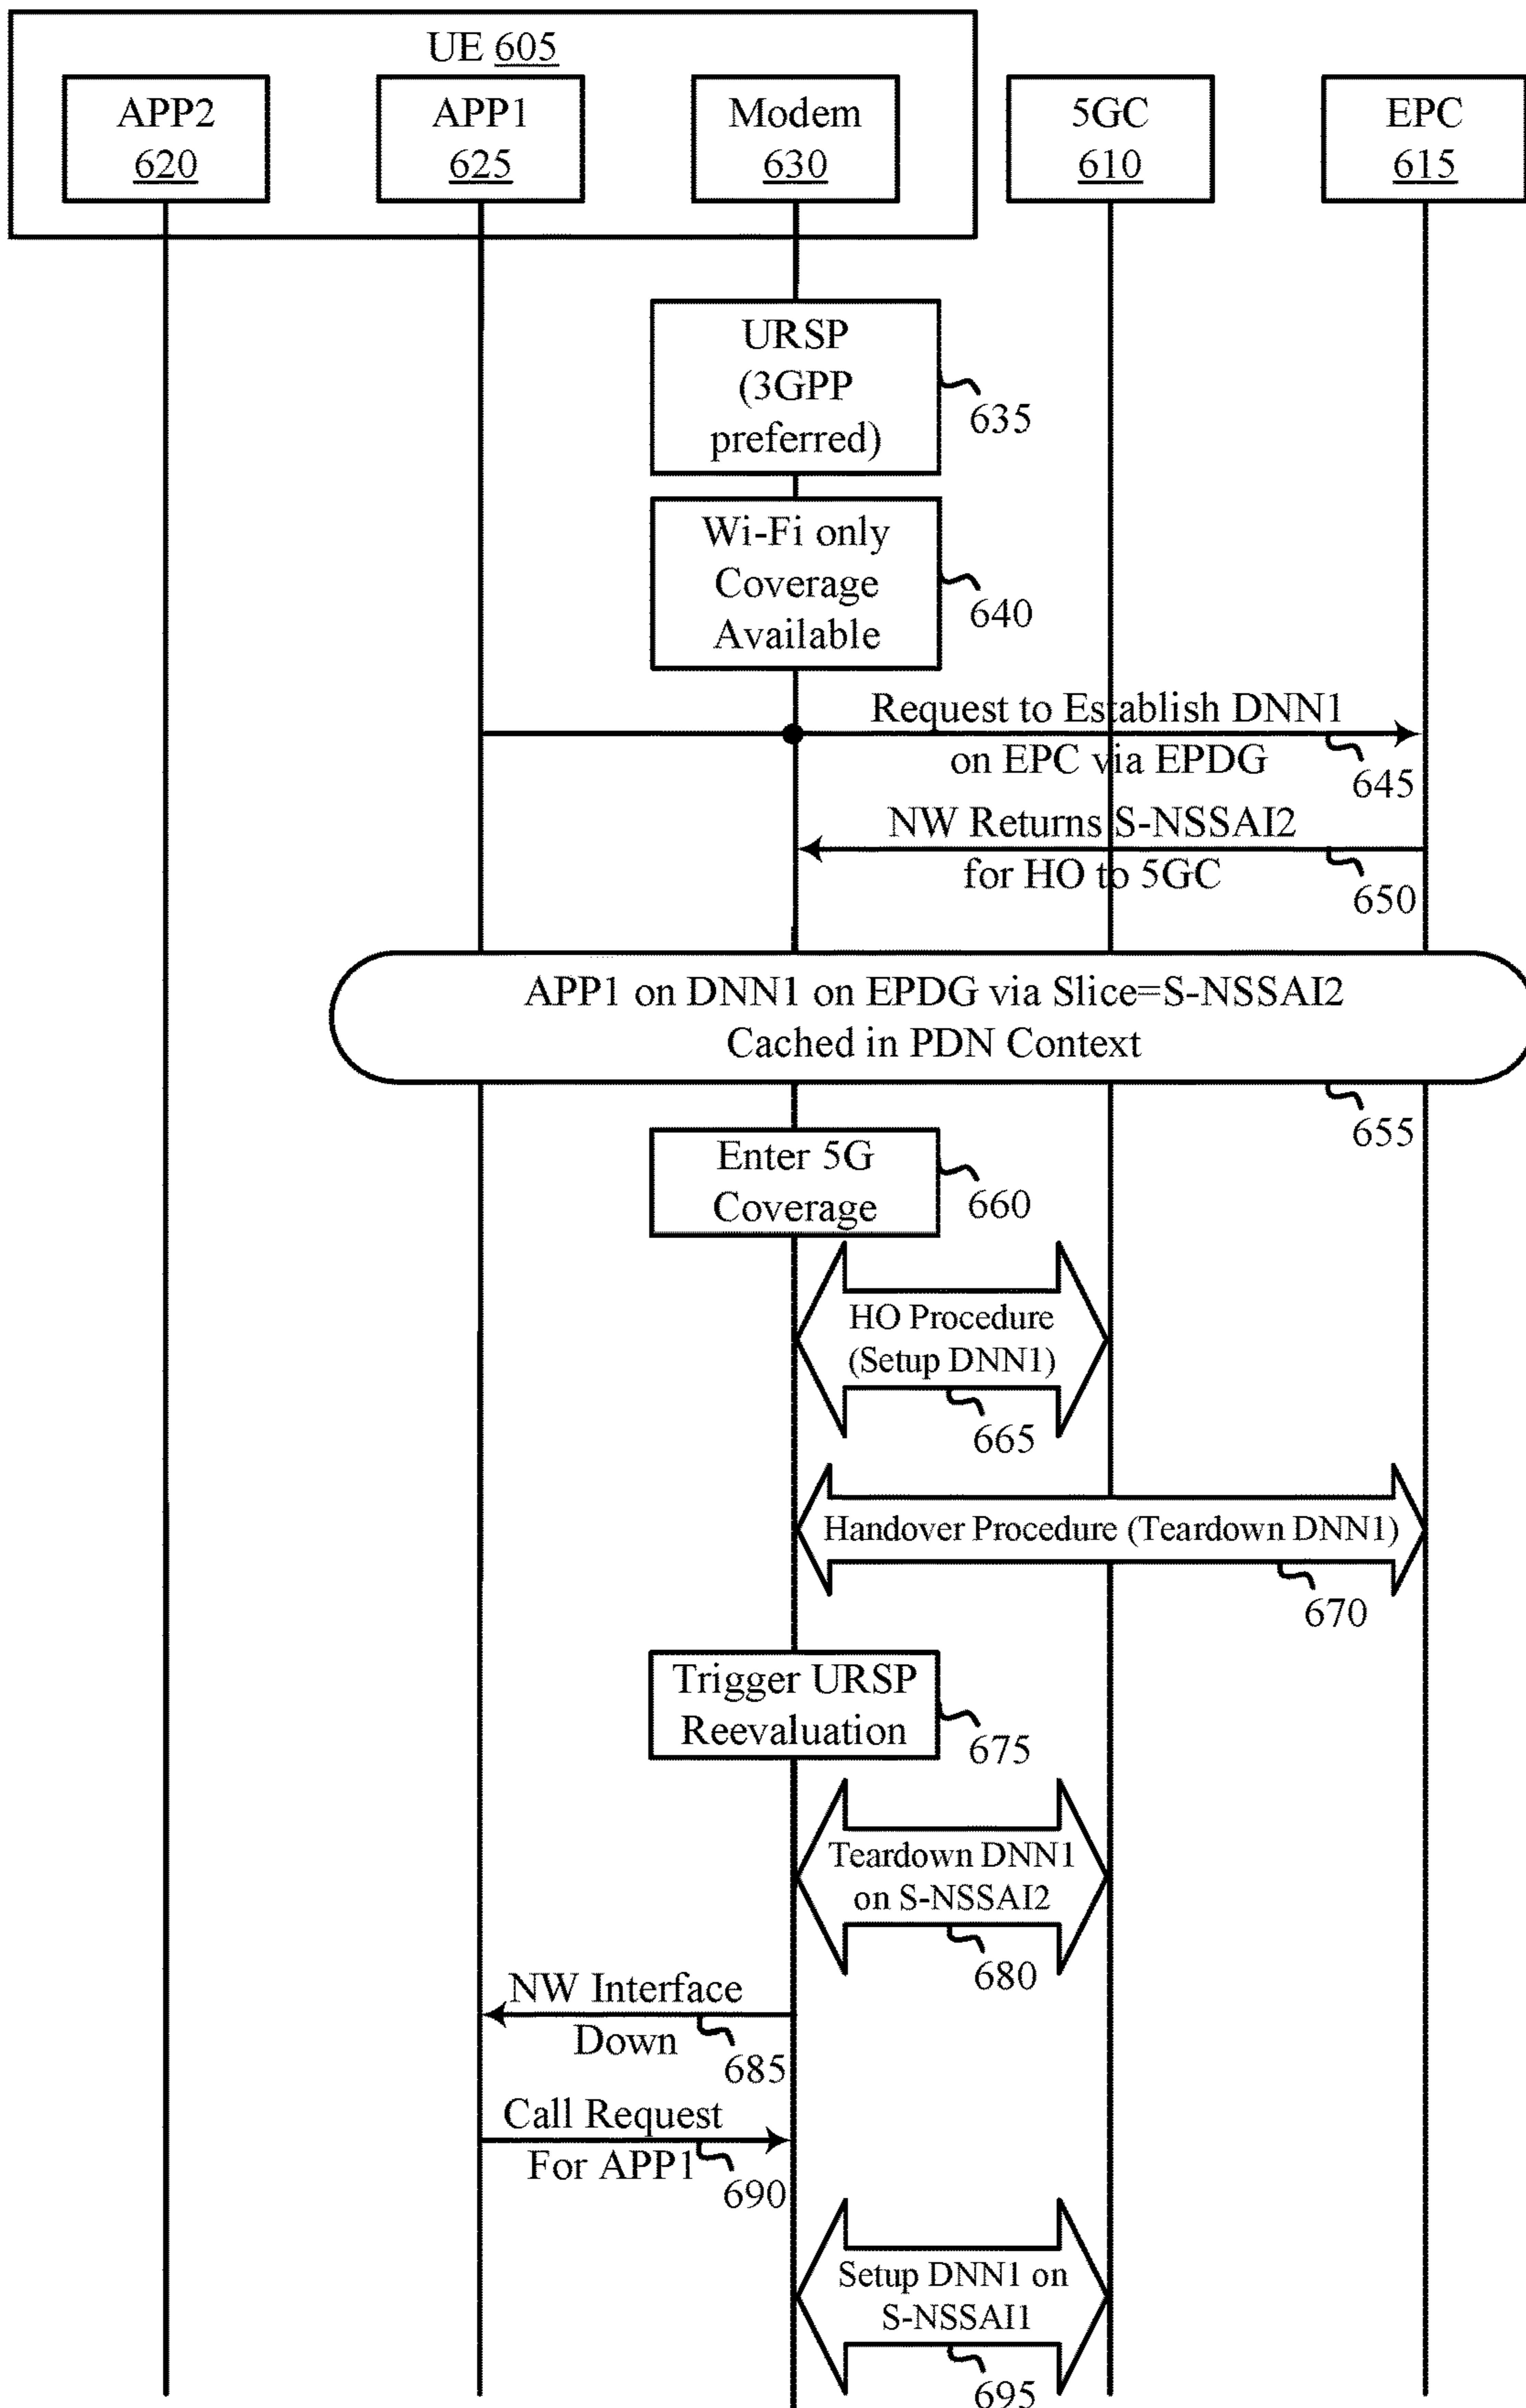 UE 605
APP2
620
APP1
625
Modem
630
5GC
610
EPC
615
URSP
(3GPP
preferred)
635
Wi-Fi only
Coverage
Available
640
Request to Establish DNN1
on EPC via EPDG
645
NW Returns S-NSSAI2
for HO to 5GC
650
APP1 on DNN1 on EPDG via Slice=S-NSSAI2
Cached in PDN Context
655
Enter 5G
Coverage
660
HO Procedure
(Setup DNN1)
665
Handover Procedure (Teardown DNN1)
670
Trigger URSP
Reevaluation
675
Teardown DNN1
on S-NSSAI2
680
NW Interface
Down
685
Call Request
For APP1
690
Setup DNN1 on
S-NSSAI1
695